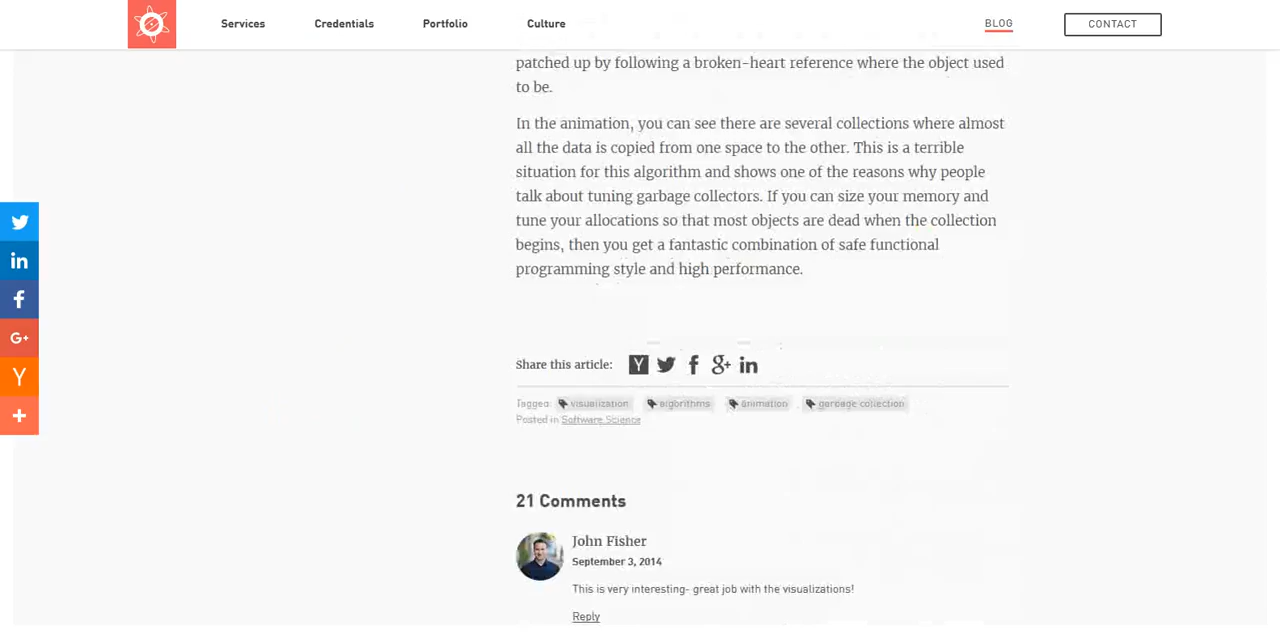 Services Credentials Portfolio Culture BLOG CONTACT
patched up by following a broken-heart reference where the object used
to be.
In the animation, you can see there are several collections where almost
all the data is copied from one space to the other. This is a terrible
situation for this algorithm and shows one of the reasons why people
talk about tuning garbage collectors. If you can size your memory and
tune your allocations so that most objects are dead when the collection
begins, then you get a fantastic combination of safe functional
programming style and high performance.
Share this article:
Tagged: visualization algorithms animation garbage collection
Posted in Software Science
21 Comments
John Fisher
September 3, 2014
This is very interesting- great job with the visualizations!
Reply